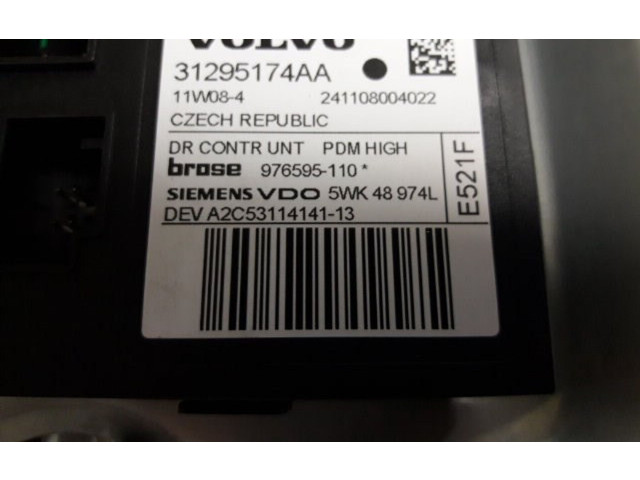 VOLVO
31295174AA
11W08-4 241108004022
CZECH REPUBLIC
DR CONTR UNT PDM HIGH
brose 976595-110 *
SIEMENS VDO 5WK 48 974L
DEV A2C53114141-13
E521F